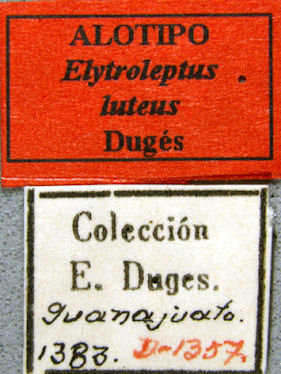 ALOTIPO
Elytroleptus
luteus
Dugés
Colección
E. Duges.
Guanajuato.
1383. D-1357.